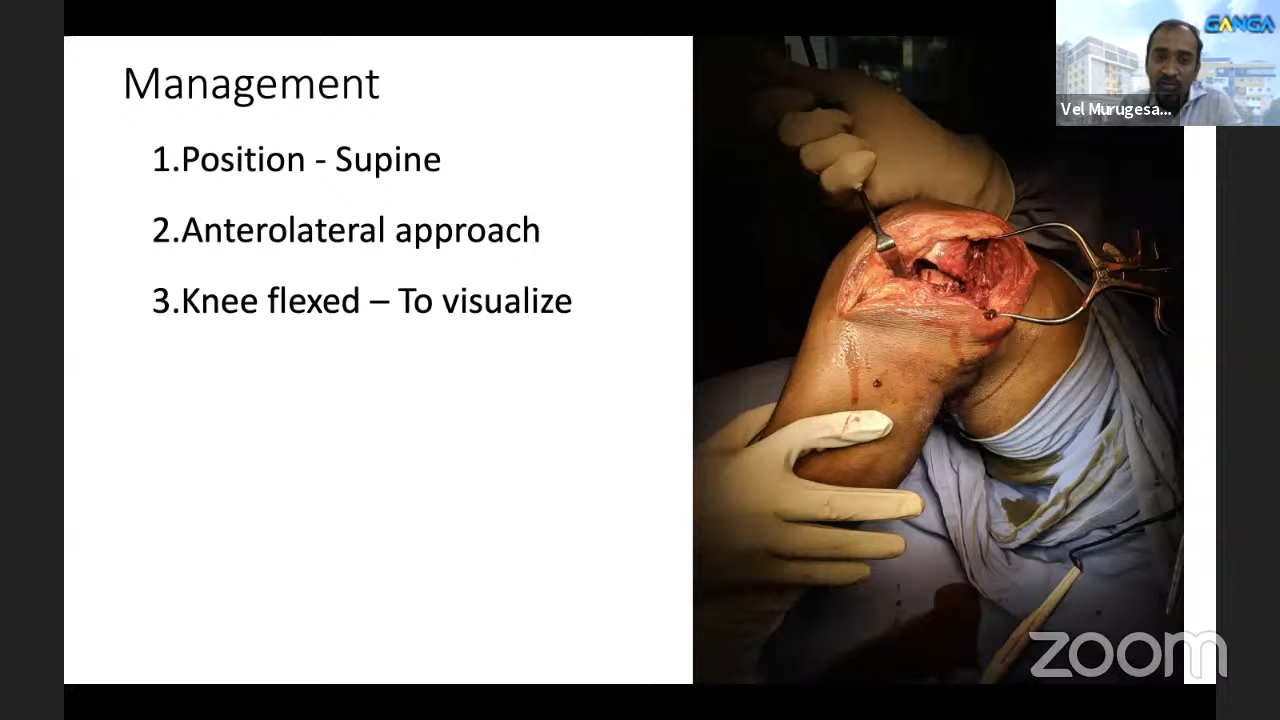 GANGA
Vel Murugesa...
Management
1.Position - Supine
2.Anterolateral approach
3.Knee flexed – To visualize
zoom